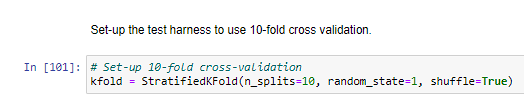 Set-up the test harness to use 10-fold cross validation.
In [101]: # Set-up 10-fold cross-validation
kfold = StratifiedKFold(n_splits=10, random_state=1, shuffle=True)